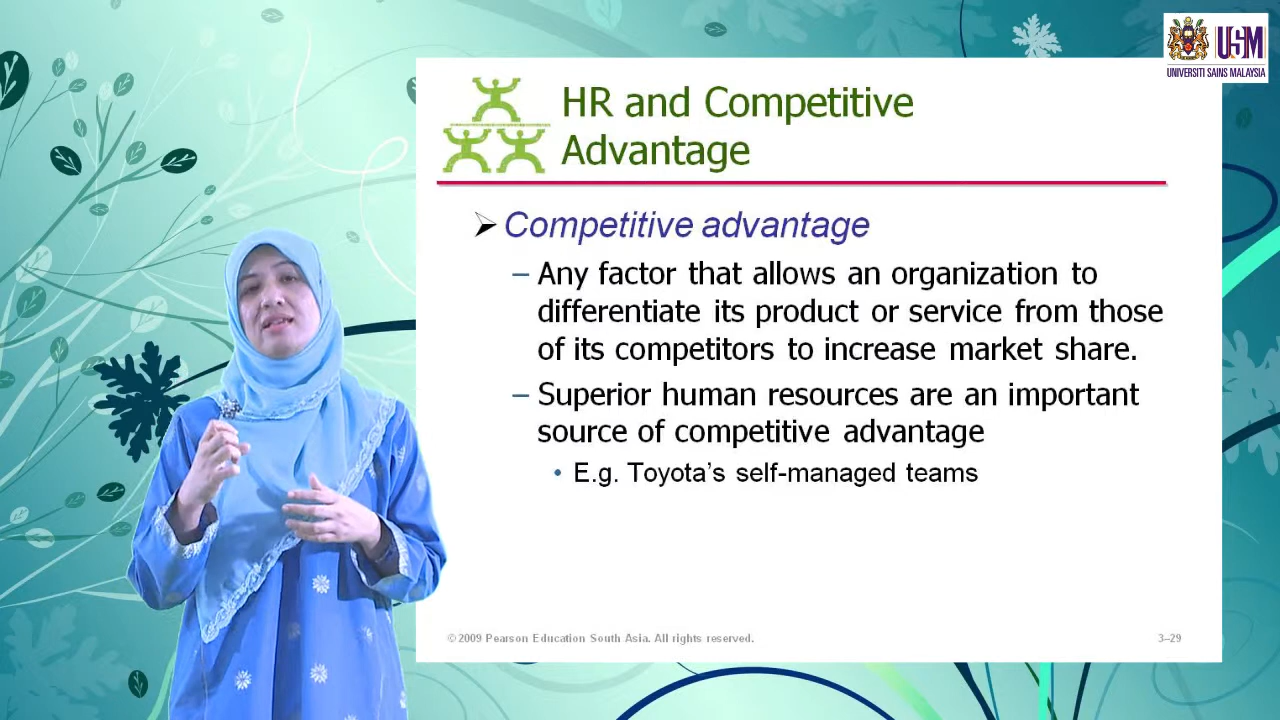 USM
UNIVERSITI SAINS MALAYSIA
HR and Competitive
Advantage
Competitive advantage
– Any factor that allows an organization to
differentiate its product or service from those
of its competitors to increase market share.
– Superior human resources are an important
source of competitive advantage
• E.g. Toyota's self-managed teams
© 2009 Pearson Education South Asia. All rights reserved.
3–29